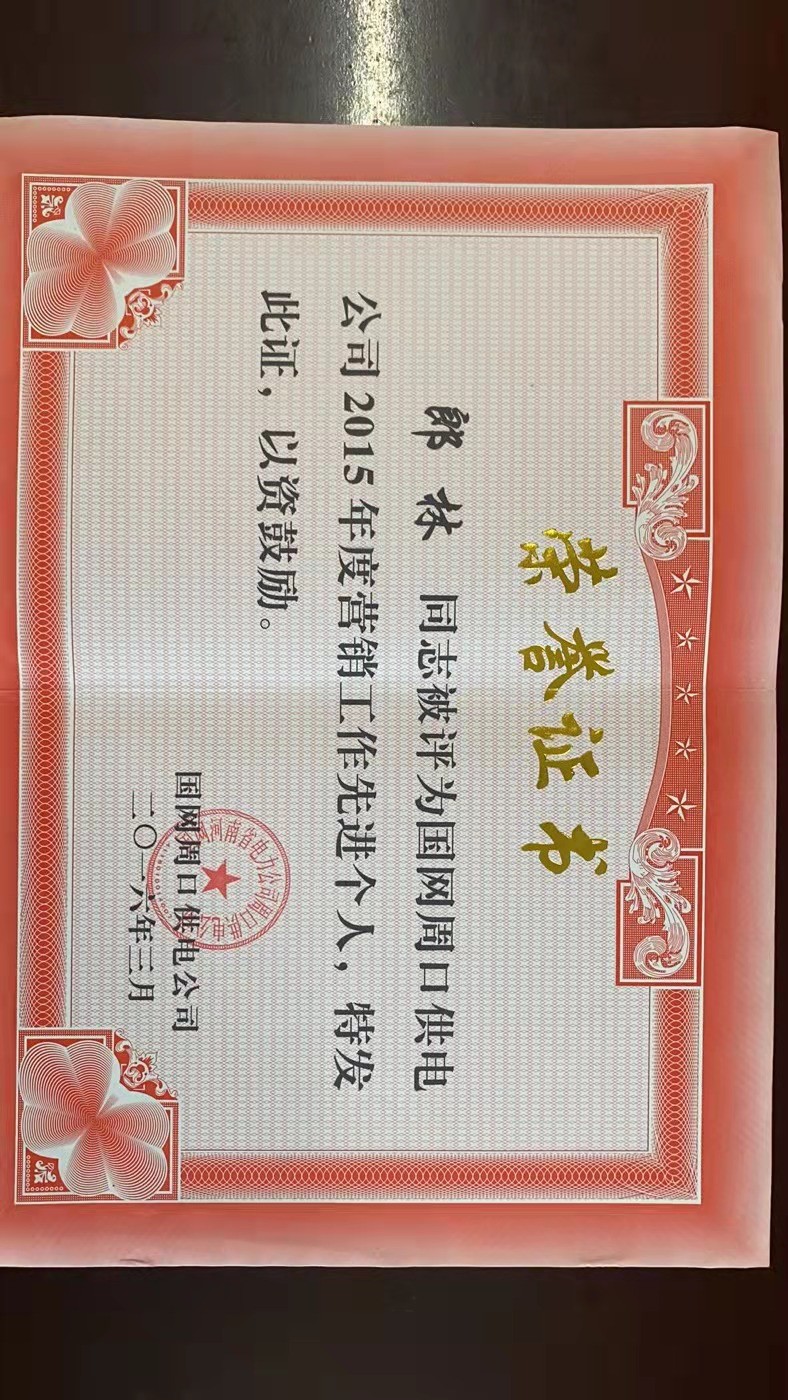 荣誉证书
郎林 同志被评为国网周口供电
公司2015年度营销工作先进个人，特发
此证，以资鼓励。
国网周口供电公司
二〇一六年三月